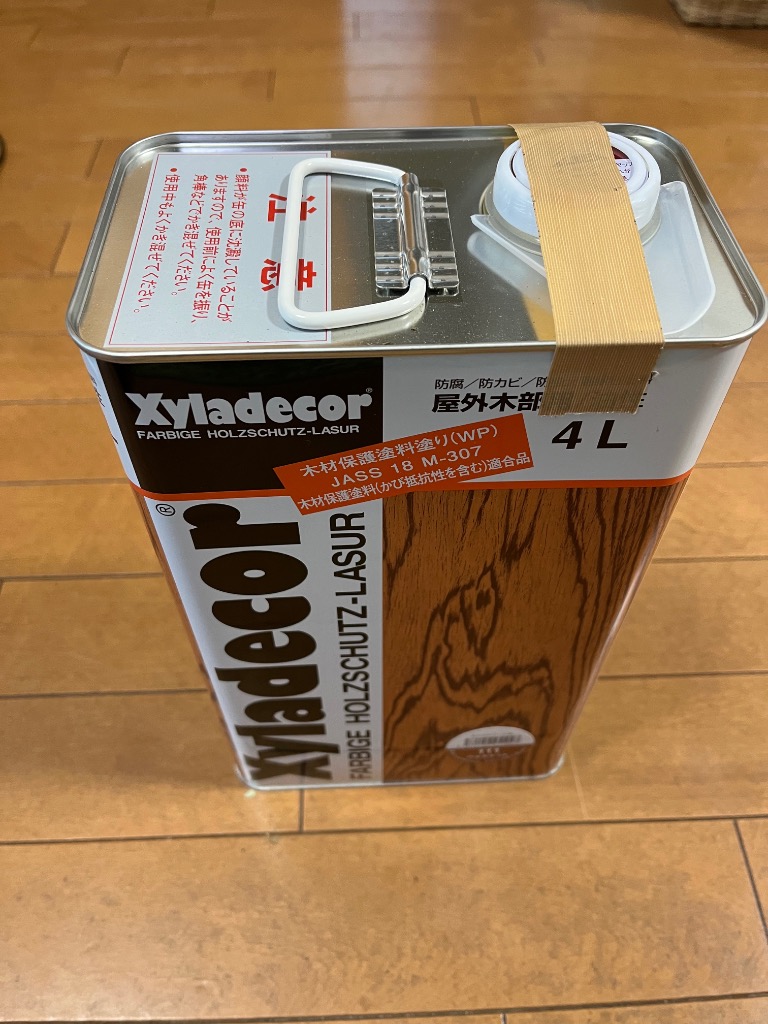 注意
●顔料が缶の底に沈澱していることが
ありますので、使用前によく缶を振り、
角棒などでかき混ぜてください。
●使用中もよくかき混ぜてください。
Xyladecor®
FARBIGE HOLZSCHUTZ-LASUR
防腐/防カビ/防
屋外木部
4L
木材保護塗料塗り(WP)
JASS 18 M-307
木材保護塗料(かび抵抗性を含む)適合品
Xyladecor®
FARBIGE HOLZSCHUTZ-LASUR